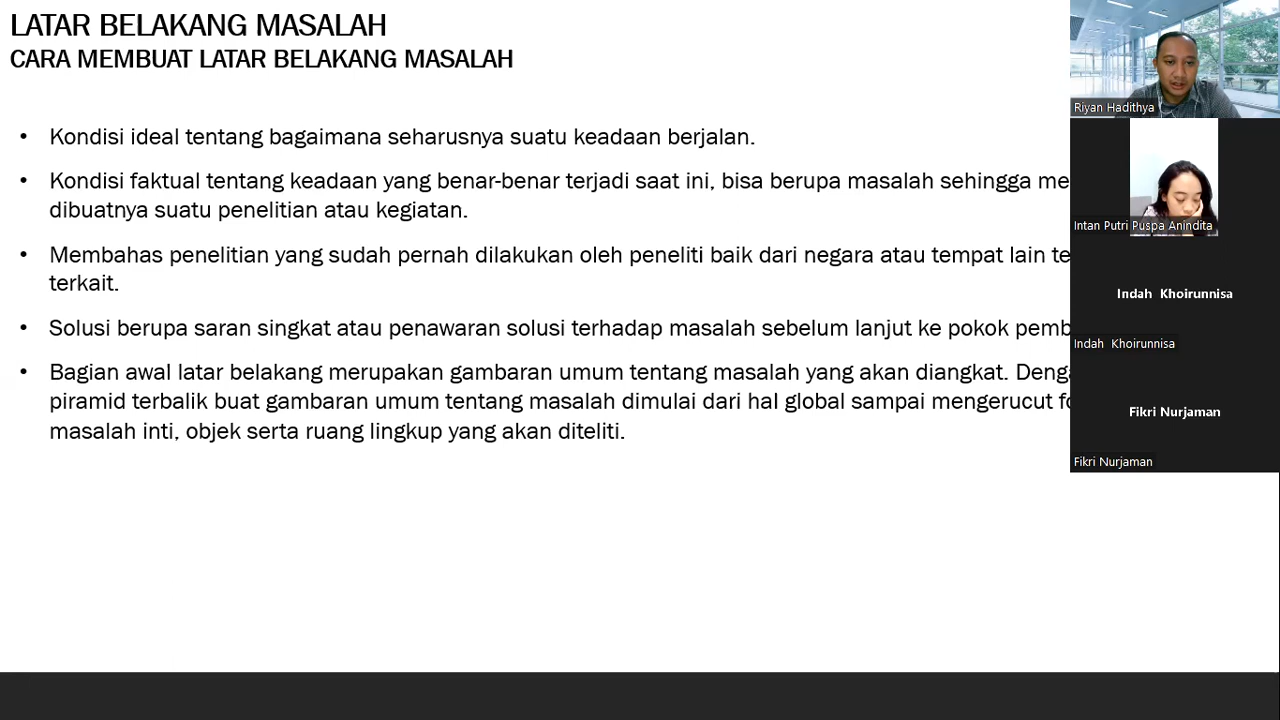 LATAR BELAKANG MASALAH
CARA MEMBUAT LATAR BELAKANG MASALAH
• Kondisi ideal tentang bagaimana seharusnya suatu keadaan berjalan.
• Kondisi faktual tentang keadaan yang benar-benar terjadi saat ini, bisa berupa masalah sehingga me
dibuatnya suatu penelitian atau kegiatan.
• Membahas penelitian yang sudah pernah dilakukan oleh peneliti baik dari negara atau tempat lain te
terkait.
• Solusi berupa saran singkat atau penawaran solusi terhadap masalah sebelum lanjut ke pokok pemb
• Bagian awal latar belakang merupakan gambaran umum tentang masalah yang akan diangkat. Deng
piramid terbalik buat gambaran umum tentang masalah dimulai dari hal global sampai mengerucut fo
masalah inti, objek serta ruang lingkup yang akan diteliti.
Riyan Hadithya
Intan Putri Puspa Anindita
Indah Khoirunnisa
Indah Khoirunnisa
Fikri Nurjaman
Fikri Nurjaman